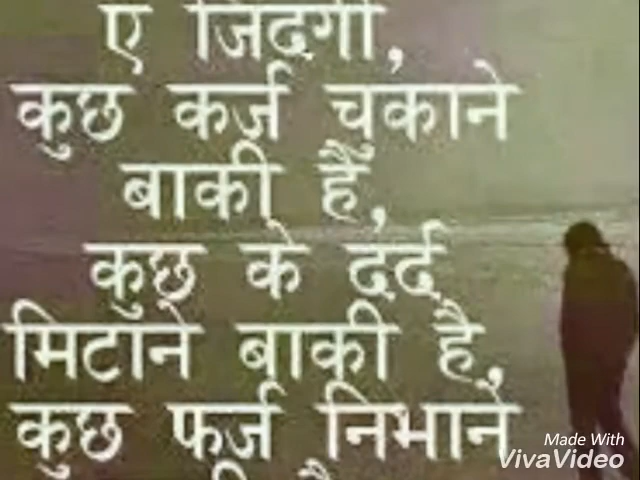 ए जिंदगी,
कुछ कर्ज चुकाने
बाकी हैं,
कुछ के दर्द
मिटाने बाकी है,
कुछ फर्ज निभाने
Made With
VivaVideo